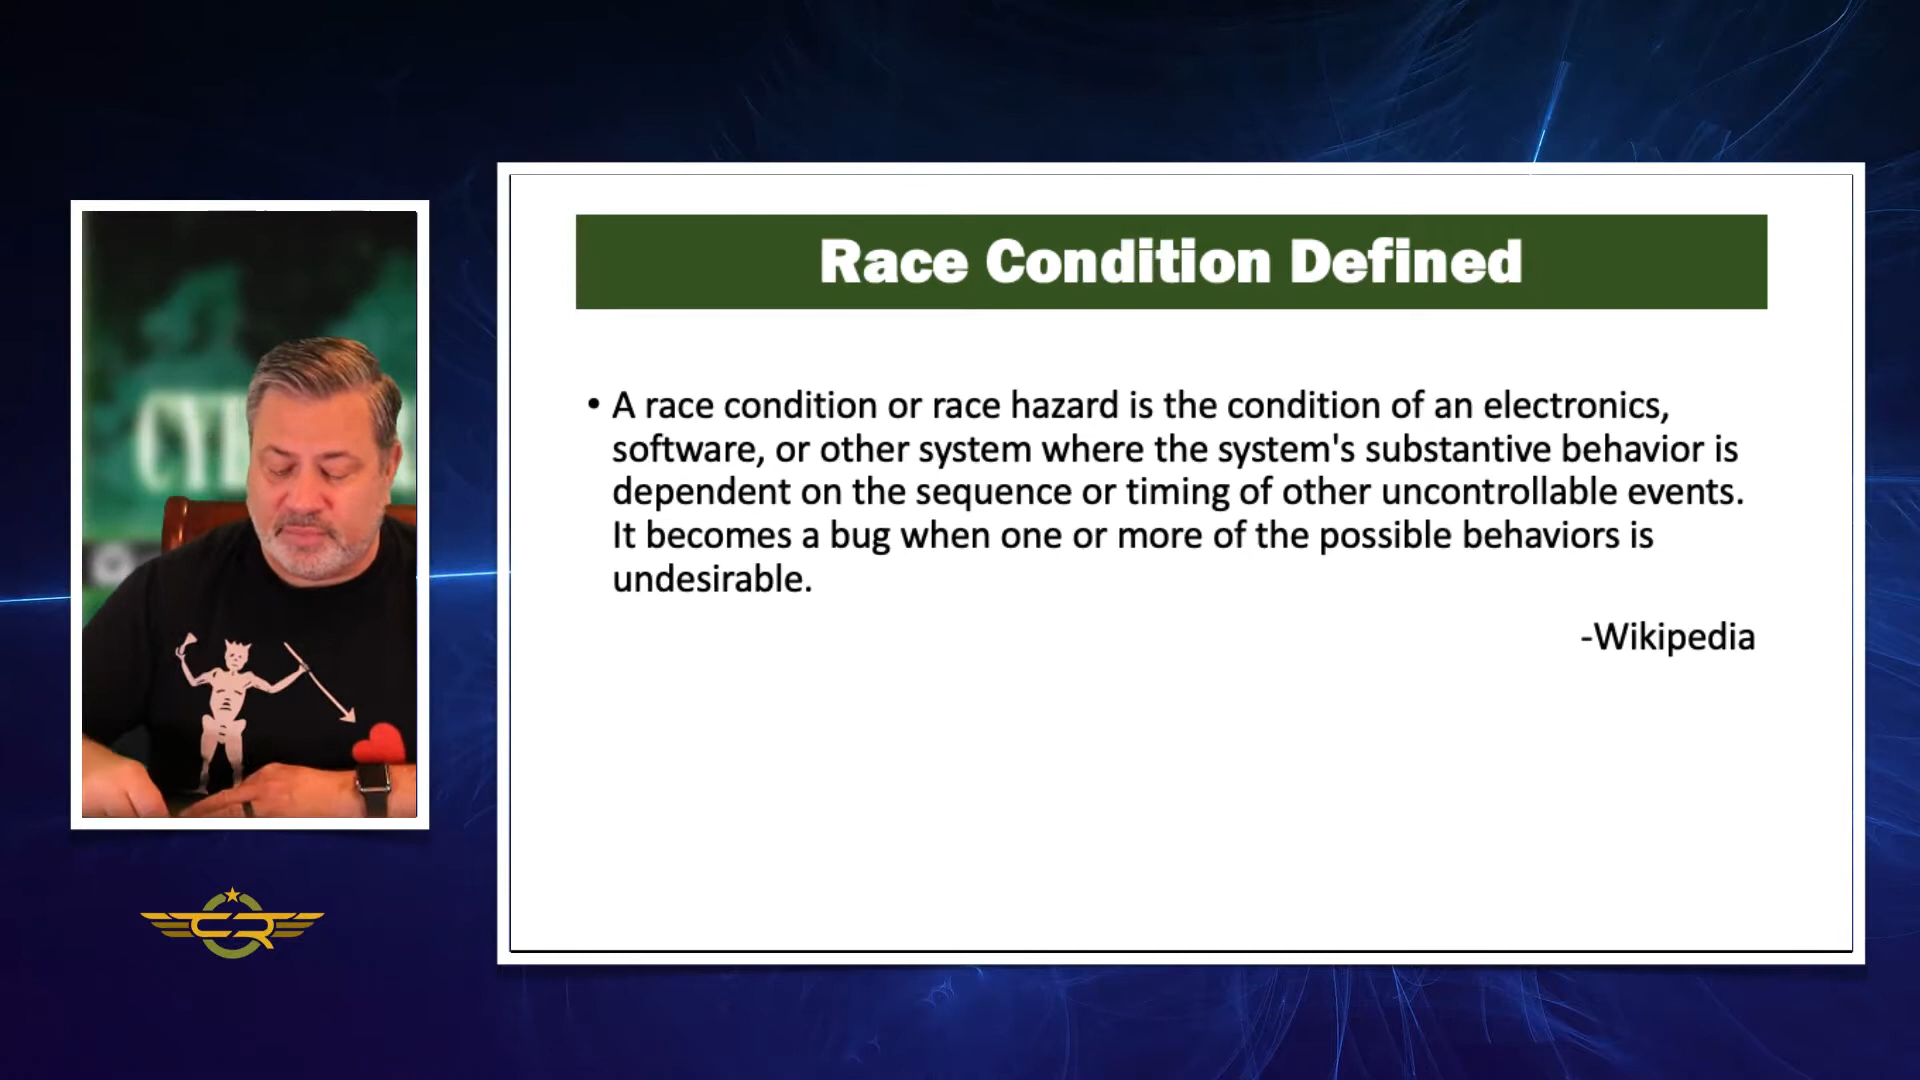 Race Condition Defined
• A race condition or race hazard is the condition of an electronics,
software, or other system where the system's substantive behavior is
dependent on the sequence or timing of other uncontrollable events.
It becomes a bug when one or more of the possible behaviors is
undesirable.
-Wikipedia
CR